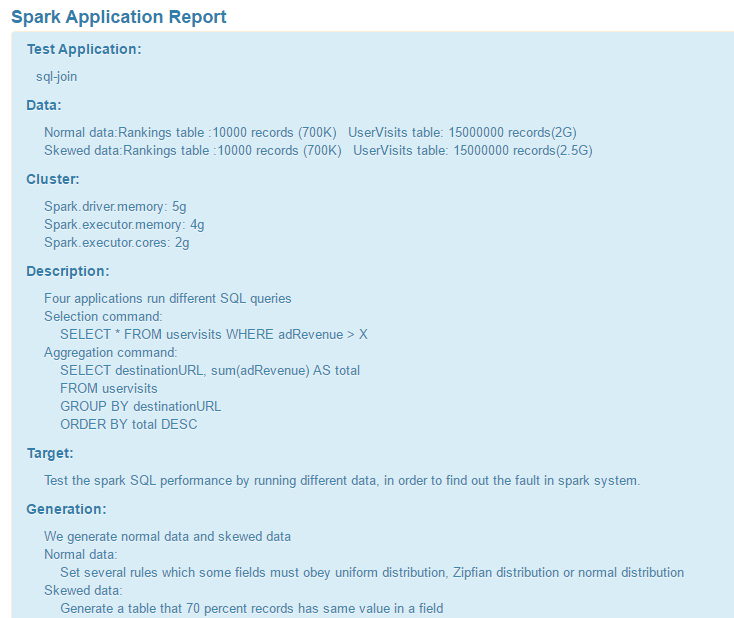 Spark Application Report
Test Application:
sql-join
Data:
Normal data:Rankings table :10000 records (700K)   UserVisits table: 15000000 records(2G)
Skewed data:Rankings table :10000 records (700K)   UserVisits table: 15000000 records(2.5G)
Cluster:
Spark.driver.memory: 5g
Spark.executor.memory: 4g
Spark.executor.cores: 2g
Description:
Four applications run different SQL queries
Selection command:
SELECT * FROM uservisits WHERE adRevenue > X
Aggregation command:
SELECT destinationURL, sum(adRevenue) AS total
FROM uservisits
GROUP BY destinationURL
ORDER BY total DESC
Target:
Test the spark SQL performance by running different data, in order to find out the fault in spark system.
Generation:
We generate normal data and skewed data
Normal data:
Set several rules which some fields must obey uniform distribution, Zipfian distribution or normal distribution
Skewed data:
Generate a table that 70 percent records has same value in a field